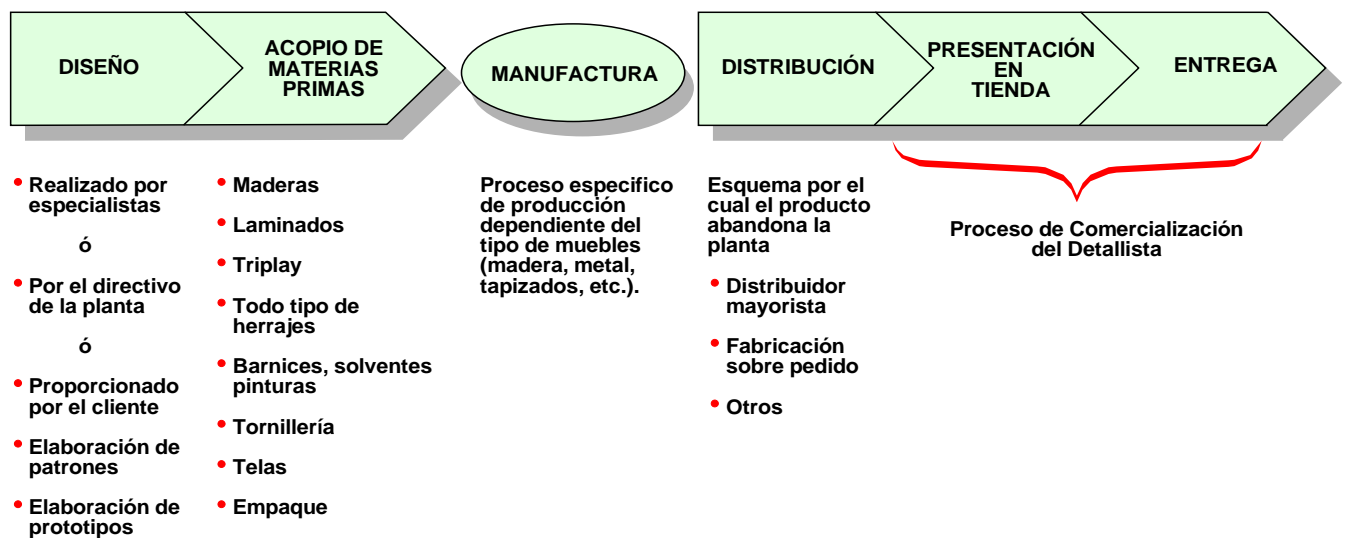 DISEÑO
ACOPIO DE
MATERIAS
PRIMAS
MANUFACTURA
DISTRIBUCIÓN
PRESENTACIÓN
EN
TIENDA
ENTREGA
• Realizado por
especialistas
ó
• Por el directivo
de la planta
ó
• Proporcionado
por el cliente
• Elaboración de
patrones
• Elaboración de
prototipos
• Maderas
• Laminados
• Triplay
• Todo tipo de
herrajes
• Barnices, solventes
pinturas
• Tornillería
• Telas
• Empaque
Proceso especifico
de producción
dependiente del
tipo de muebles
(madera, metal,
tapizados, etc.).
Esquema por el
cual el producto
abandona la
planta
• Distribuidor
mayorista
• Fabricación
sobre pedido
• Otros
Proceso de Comercialización
del Detallista